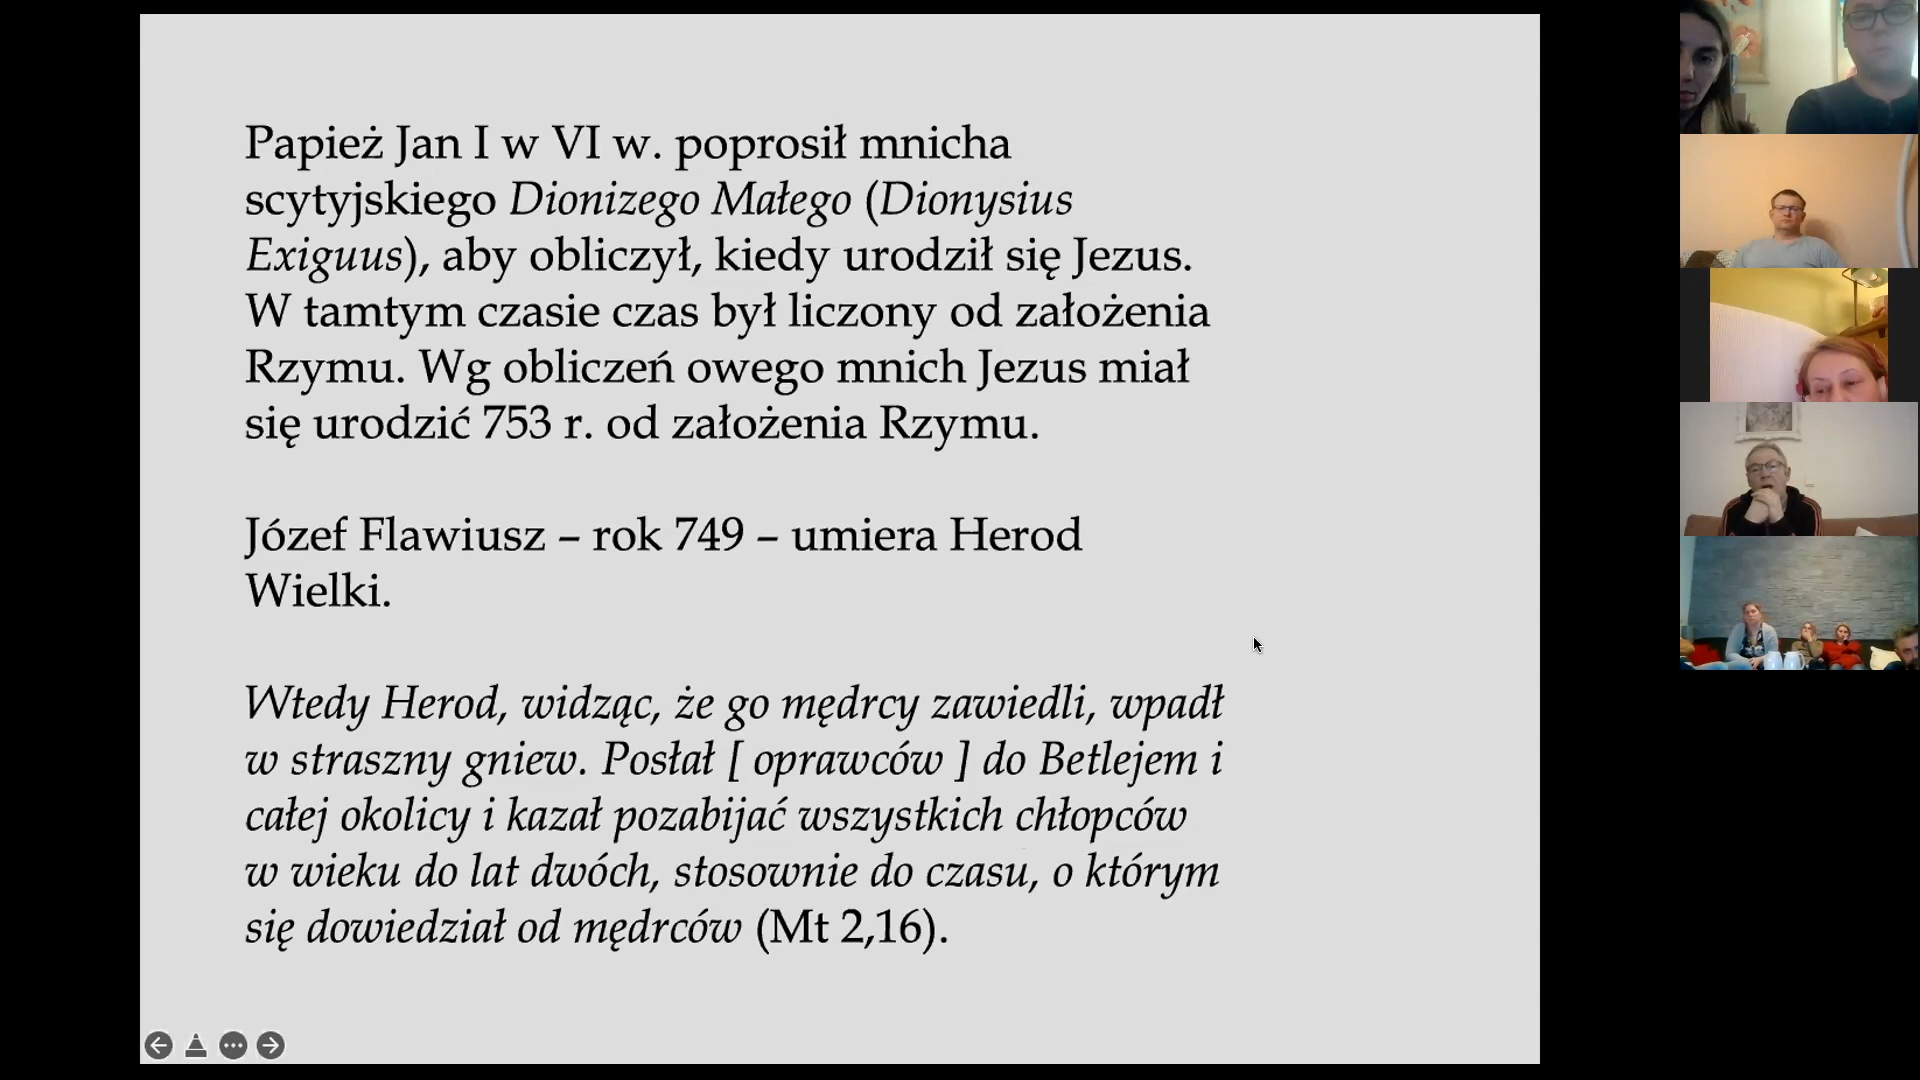 Papież Jan I w VI w. poprosił mnicha
scytyjskiego Dionizego Małego (Dionysius
Exiguus), aby obliczył, kiedy urodził się Jezus.
W tamtym czasie czas był liczony od założenia
Rzymu. Wg obliczeń owego mnich Jezus miał
się urodzić 753 r. od założenia Rzymu.
Józef Flawiusz – rok 749 – umiera Herod
Wielki.
Wtedy Herod, widząc, że go mędrcy zawiedli, wpadł
w straszny gniew. Posłał [ oprawców ] do Betlejem i
całej okolicy i kazał pozabijać wszystkich chłopców
w wieku do lat dwóch, stosownie do czasu, o którym
się dowiedział od mędrców (Mt 2,16).